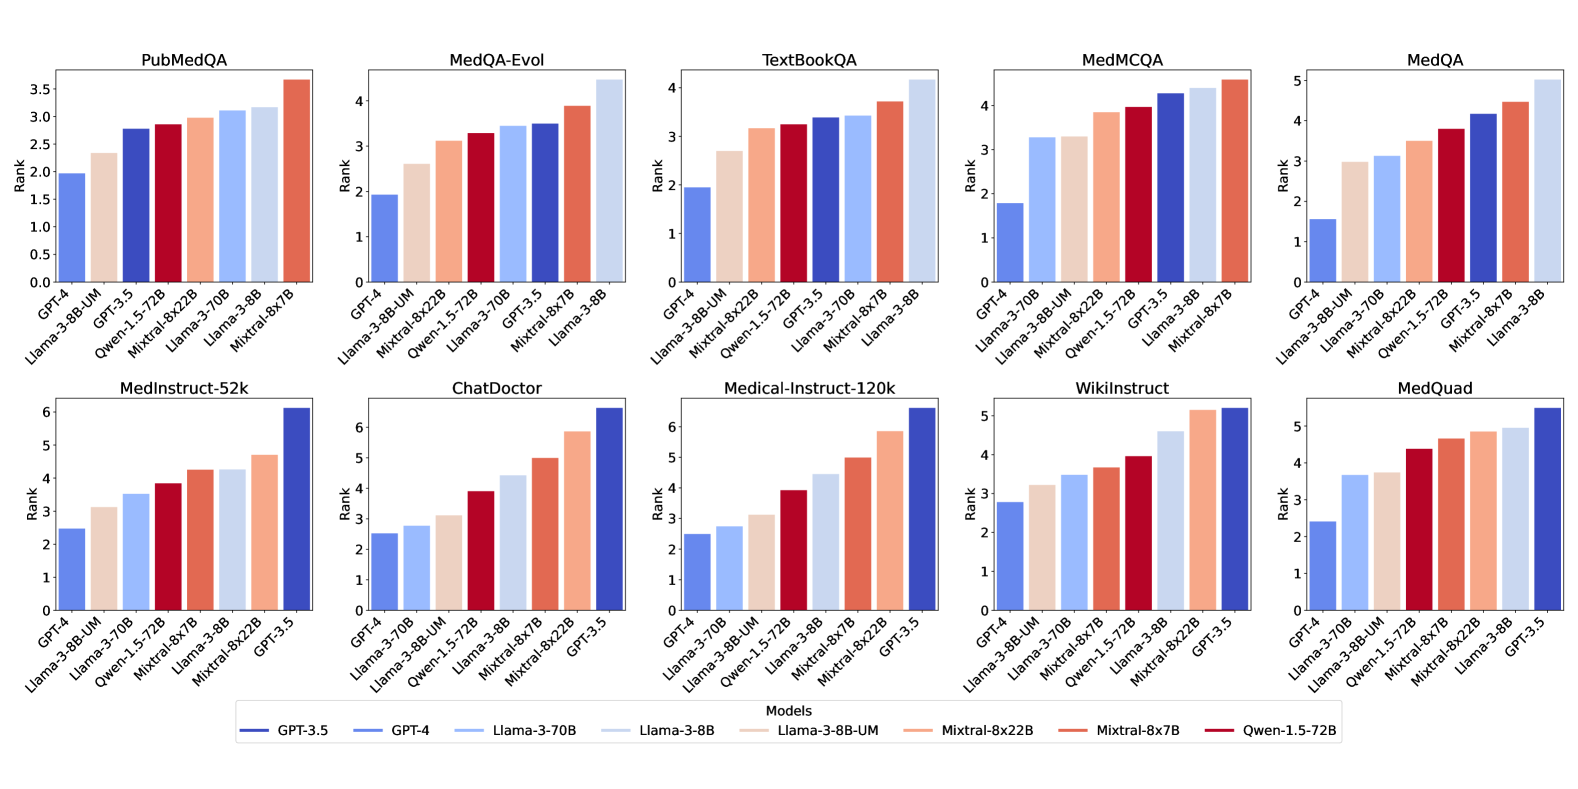 PubMedQA
Rank
3.5
3.0
2.5
2.0
1.5
1.0
0.5
0.0
GPT-4
Llama-3-8B-UM
GPT-3.5
Qwen-1.5-72B
Mixtral-8x22B
Llama-3-70B
Llama-3-8B
Mixtral-8x7B
MedQA-Evol
Rank
4
3
2
1
0
GPT-4
Llama-3-8B-UM
Mixtral-8x22B
Qwen-1.5-72B
Llama-3-70B
GPT-3.5
Mixtral-8x7B
Llama-3-8B
TextBookQA
Rank
4
3
2
1
0
GPT-4
Llama-3-8B-UM
Mixtral-8x22B
Qwen-1.5-72B
GPT-3.5
Llama-3-70B
Mixtral-8x7B
Llama-3-8B
MedMCQA
Rank
4
3
2
1
0
GPT-4
Llama-3-70B
Llama-3-8B-UM
Mixtral-8x22B
Qwen-1.5-72B
GPT-3.5
Llama-3-8B
Mixtral-8x7B
MedQA
Rank
5
4
3
2
1
0
GPT-4
Llama-3-8B-UM
Llama-3-70B
Mixtral-8x22B
Qwen-1.5-72B
GPT-3.5
Mixtral-8x7B
Llama-3-8B
MedInstruct-52k
Rank
6
5
4
3
2
1
0
GPT-4
Llama-3-8B-UM
Llama-3-70B
Qwen-1.5-72B
Mixtral-8x7B
Llama-3-8B
Mixtral-8x22B
GPT-3.5
ChatDoctor
Rank
6
5
4
3
2
1
0
GPT-4
Llama-3-70B
Llama-3-8B-UM
Qwen-1.5-72B
Llama-3-8B
Mixtral-8x7B
Mixtral-8x22B
GPT-3.5
Medical-Instruct-120k
Rank
6
5
4
3
2
1
0
GPT-4
Llama-3-70B
Llama-3-8B-UM
Qwen-1.5-72B
Llama-3-8B
Mixtral-8x7B
Mixtral-8x22B
GPT-3.5
WikiInstruct
Rank
5
4
3
2
1
0
GPT-4
Llama-3-8B-UM
Llama-3-70B
Mixtral-8x7B
Qwen-1.5-72B
Llama-3-8B
Mixtral-8x22B
GPT-3.5
MedQuad
Rank
5
4
3
2
1
0
GPT-4
Llama-3-70B
Llama-3-8B-UM
Qwen-1.5-72B
Mixtral-8x7B
Mixtral-8x22B
Llama-3-8B
GPT-3.5
Models
GPT-3.5 GPT-4 Llama-3-70B Llama-3-8B Llama-3-8B-UM Mixtral-8x22B Mixtral-8x7B Qwen-1.5-72B